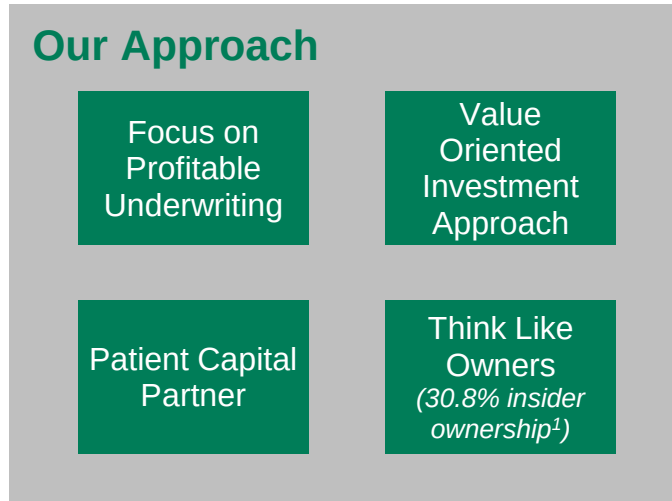 Our Approach
Focus on
Profitable
Underwriting
Value
Oriented
Investment
Approach
Patient Capital
Partner
Think Like
Owners
(30.8% insider
ownership¹)